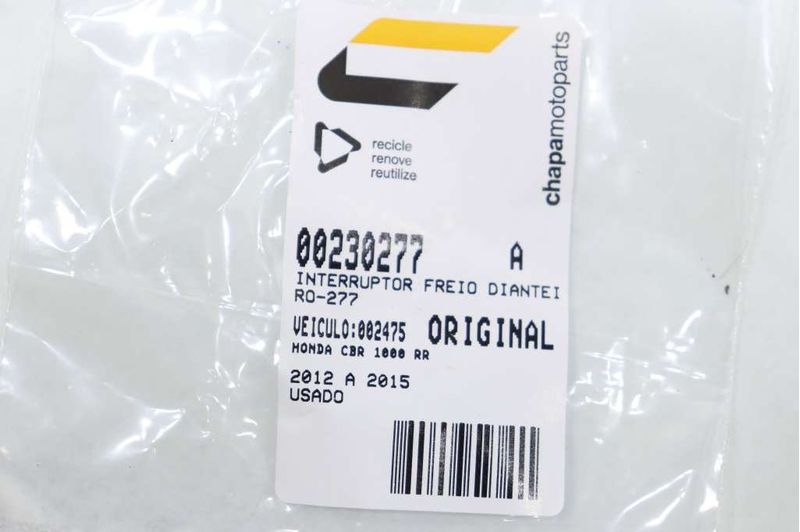 chapamotoparts
recicle
renove
reutilize
00230277 A
INTERRUPTOR FREIO DIANTEI
RO-277
VEICULO:002475 ORIGINAL
HONDA CBR 1000 RR
2012 A 2015
USADO